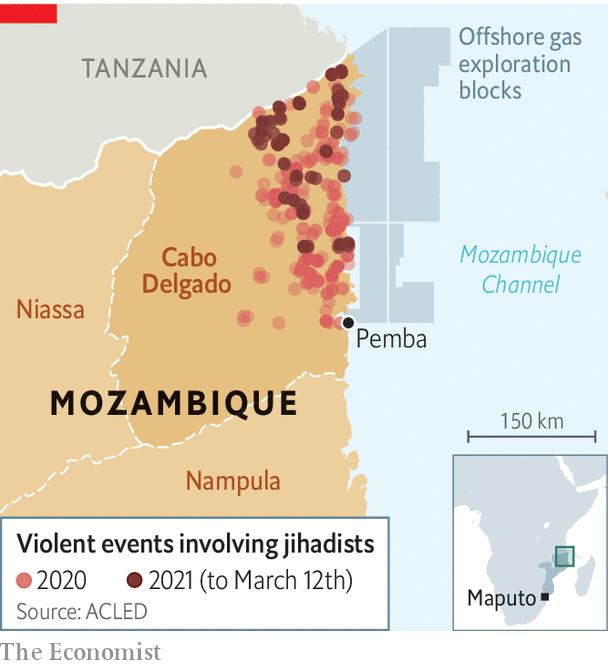 TANZANIA
Offshore gas
exploration
blocks
Cabo
Delgado
Mozambique
Channel
Niassa
Pemba
MOZAMBIQUE
150 km
Nampula
Violent events involving jihadists
2020 2021 (to March 12th)
Source: ACLED
Maputo
The Economist